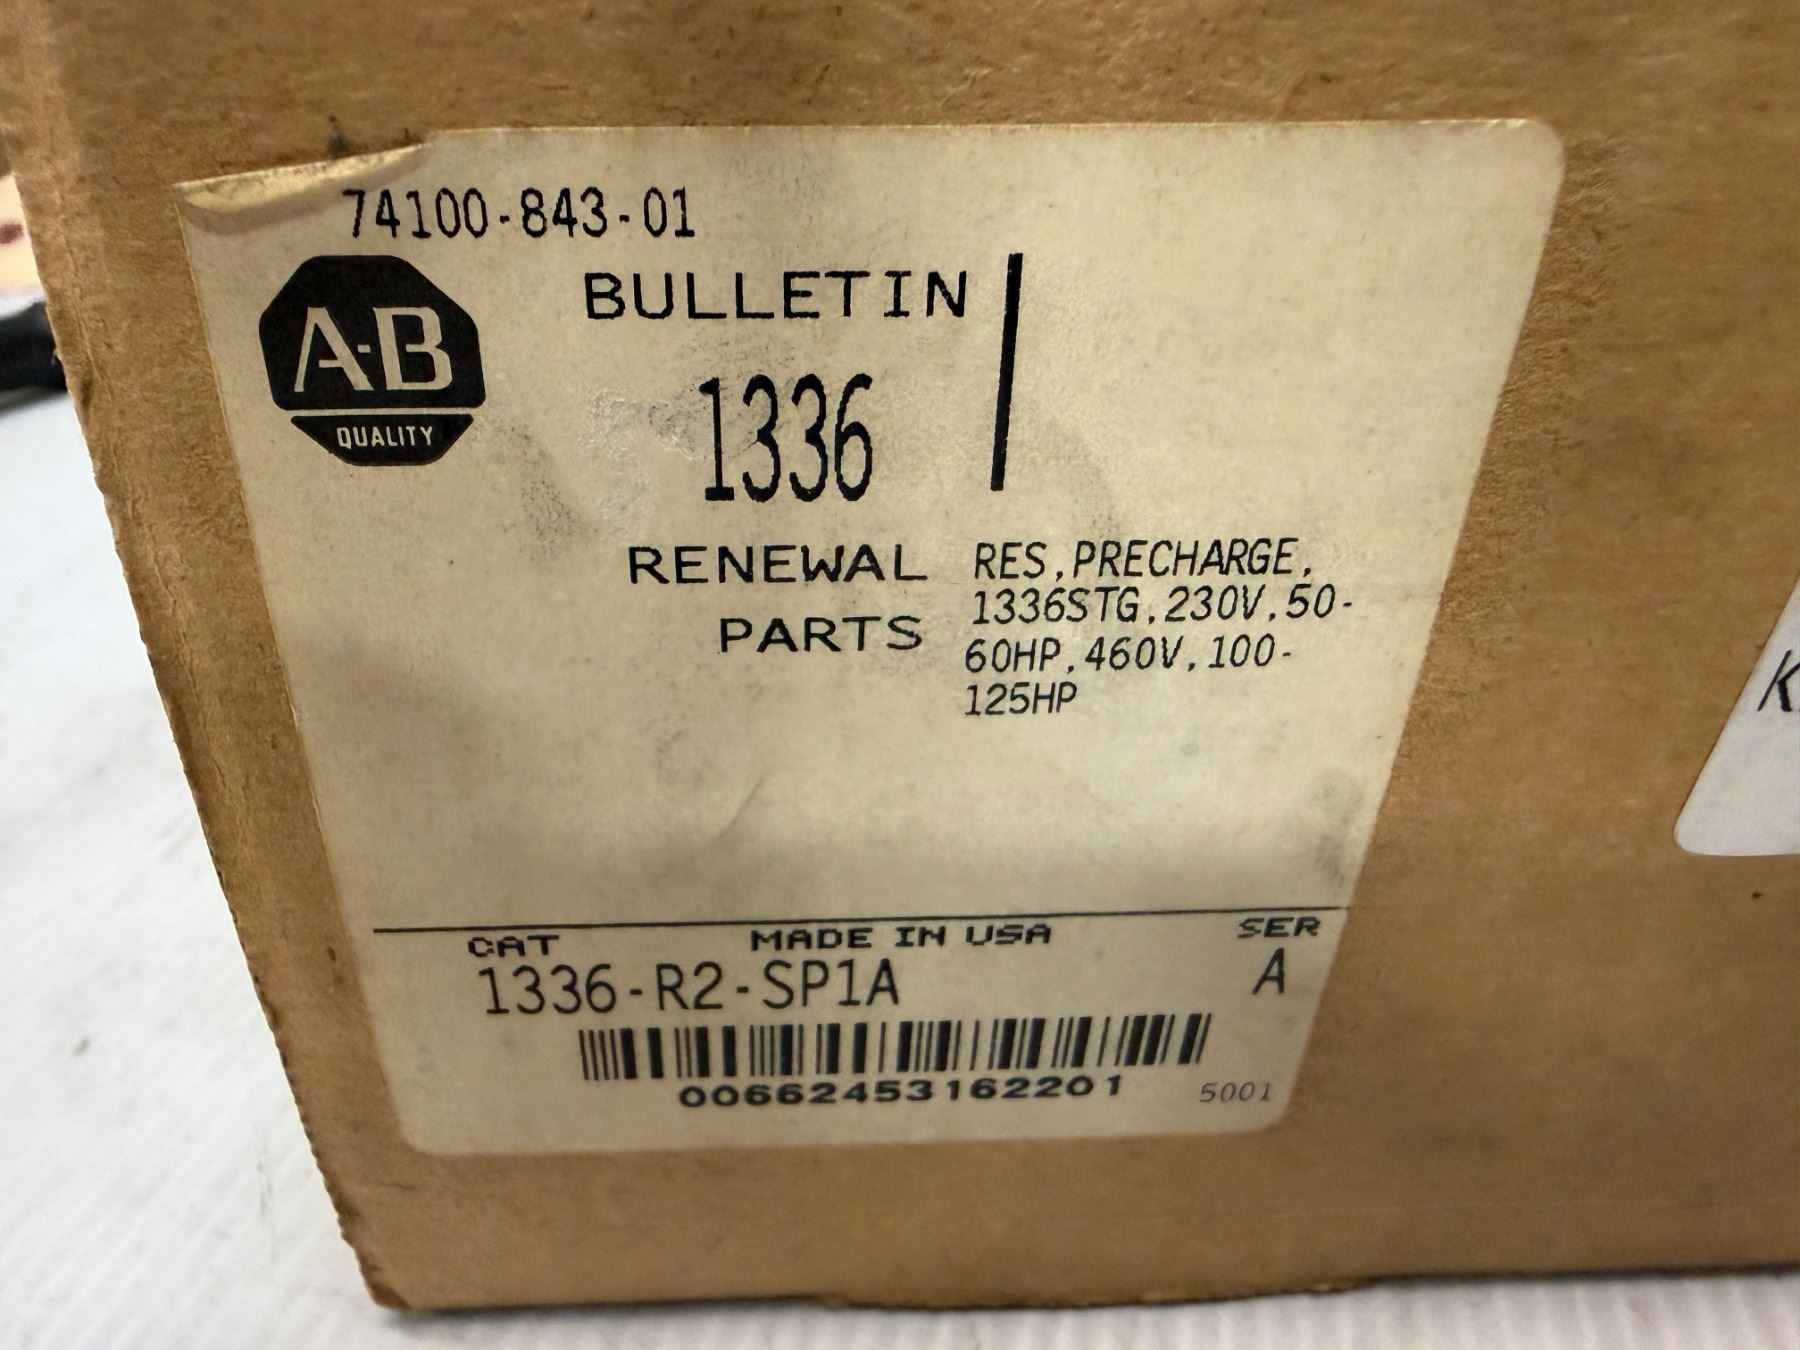 74100-843-01
A-B
QUALITY
BULLETIN
1336
RENEWAL
PARTS
RES,PRECHARGE,
1336STG,230V,50-
60HP,460V,100-
125HP
CAT
MADE IN USA
SER
1336-R2-SP1A
A
00662453162201
5001